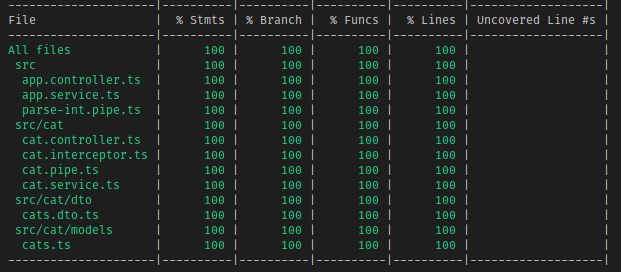 --------------------|---------|----------|---------|---------|-------------------|
File                | % Stmts | % Branch | % Funcs | % Lines | Uncovered Line #s |
--------------------|---------|----------|---------|---------|-------------------|
All files           |     100 |      100 |     100 |     100 |                   |
 src                |     100 |      100 |     100 |     100 |                   |
  app.controller.ts |     100 |      100 |     100 |     100 |                   |
  app.service.ts    |     100 |      100 |     100 |     100 |                   |
  parse-int.pipe.ts |     100 |      100 |     100 |     100 |                   |
 src/cat            |     100 |      100 |     100 |     100 |                   |
  cat.controller.ts |     100 |      100 |     100 |     100 |                   |
  cat.interceptor.ts |     100 |      100 |     100 |     100 |                   |
  cat.pipe.ts       |     100 |      100 |     100 |     100 |                   |
  cat.service.ts    |     100 |      100 |     100 |     100 |                   |
 src/cat/dto        |     100 |      100 |     100 |     100 |                   |
  cats.dto.ts       |     100 |      100 |     100 |     100 |                   |
 src/cat/models     |     100 |      100 |     100 |     100 |                   |
  cats.ts           |     100 |      100 |     100 |     100 |                   |
--------------------|---------|----------|---------|---------|-------------------|